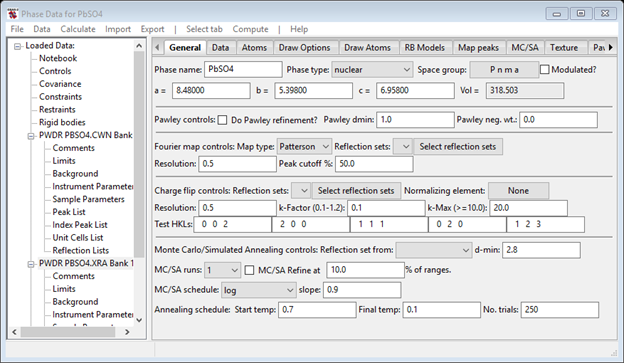 Phase Data for PbSO4
File Data Calculate Import Export | Select tab Compute | Help
Loaded Data:
Notebook
Controls
Covariance
Constraints
Restraints
Rigid bodies
PWDR PBSO4.CWN Bank
Comments
Limits
Background
Instrument Parameters
Sample Parameters
Peak List
Index Peak List
Unit Cells List
Reflection Lists
PWDR PBSO4.XRA Bank 1
Comments
Limits
Background
Instrument Parameters
General Data Atoms Draw Options Draw Atoms RB Models Map peaks MC/SA Texture Paw
Phase name: PbSO4 Phase type: nuclear Space group: P n m a Modulated?
a = 8.48000 b = 5.39800 c = 6.95800 Vol = 318.503
Pawley controls: Do Pawley refinement? Pawley dmin: 1.0 Pawley neg. wt.: 0.0
Fourier map controls: Map type: Patterson Reflection sets: Select reflection sets
Resolution: 0.5 Peak cutoff %: 50.0
Charge flip controls: Reflection sets: Select reflection sets Normalizing element: None
Resolution: 0.5 k-Factor (0.1-1.2): 0.1 k-Max (>=10.0): 20.0
Test HKLs: 0 0 2 2 0 0 1 1 1 0 2 0 1 2 3
Monte Carlo/Simulated Annealing controls: Reflection set from: d-min: 2.8
MC/SA runs: 1 MC/SA Refine at 10.0 % of ranges.
MC/SA schedule: log slope: 0.9
Annealing schedule: Start temp: 0.7 Final temp: 0.1 No. trials: 250